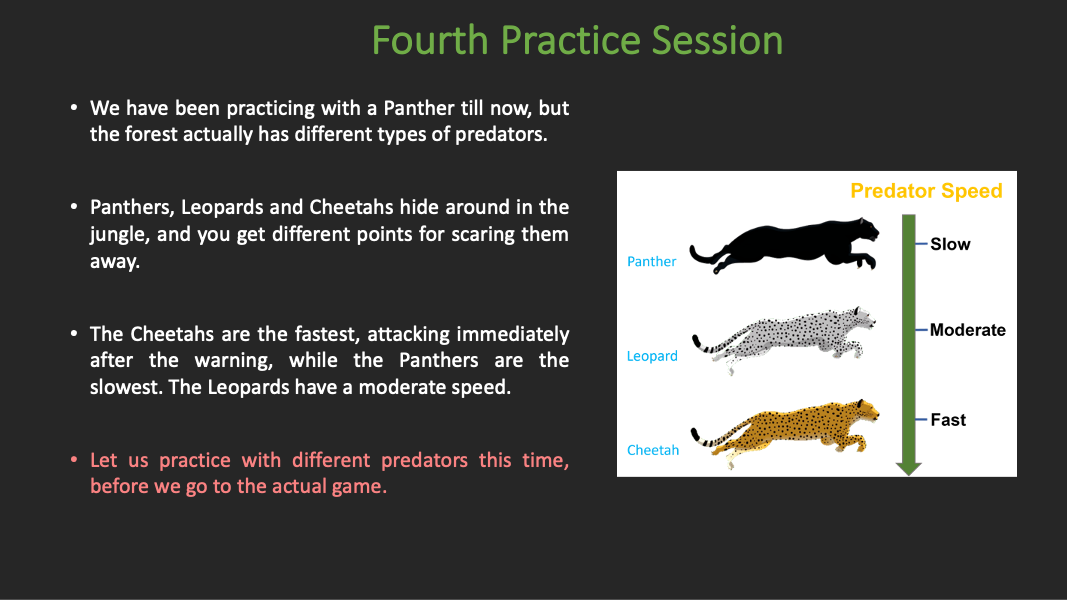 Fourth Practice Session
• We have been practicing with a Panther till now, but
the forest actually has different types of predators.
• Panthers, Leopards and Cheetahs hide around in the
jungle, and you get different points for scaring them
away.
• The Cheetahs are the fastest, attacking immediately
after the warning, while the Panthers are the
slowest. The Leopards have a moderate speed.
• Let us practice with different predators this time,
before we go to the actual game.
Predator Speed
Panther
Slow
Leopard
Moderate
Cheetah
Fast